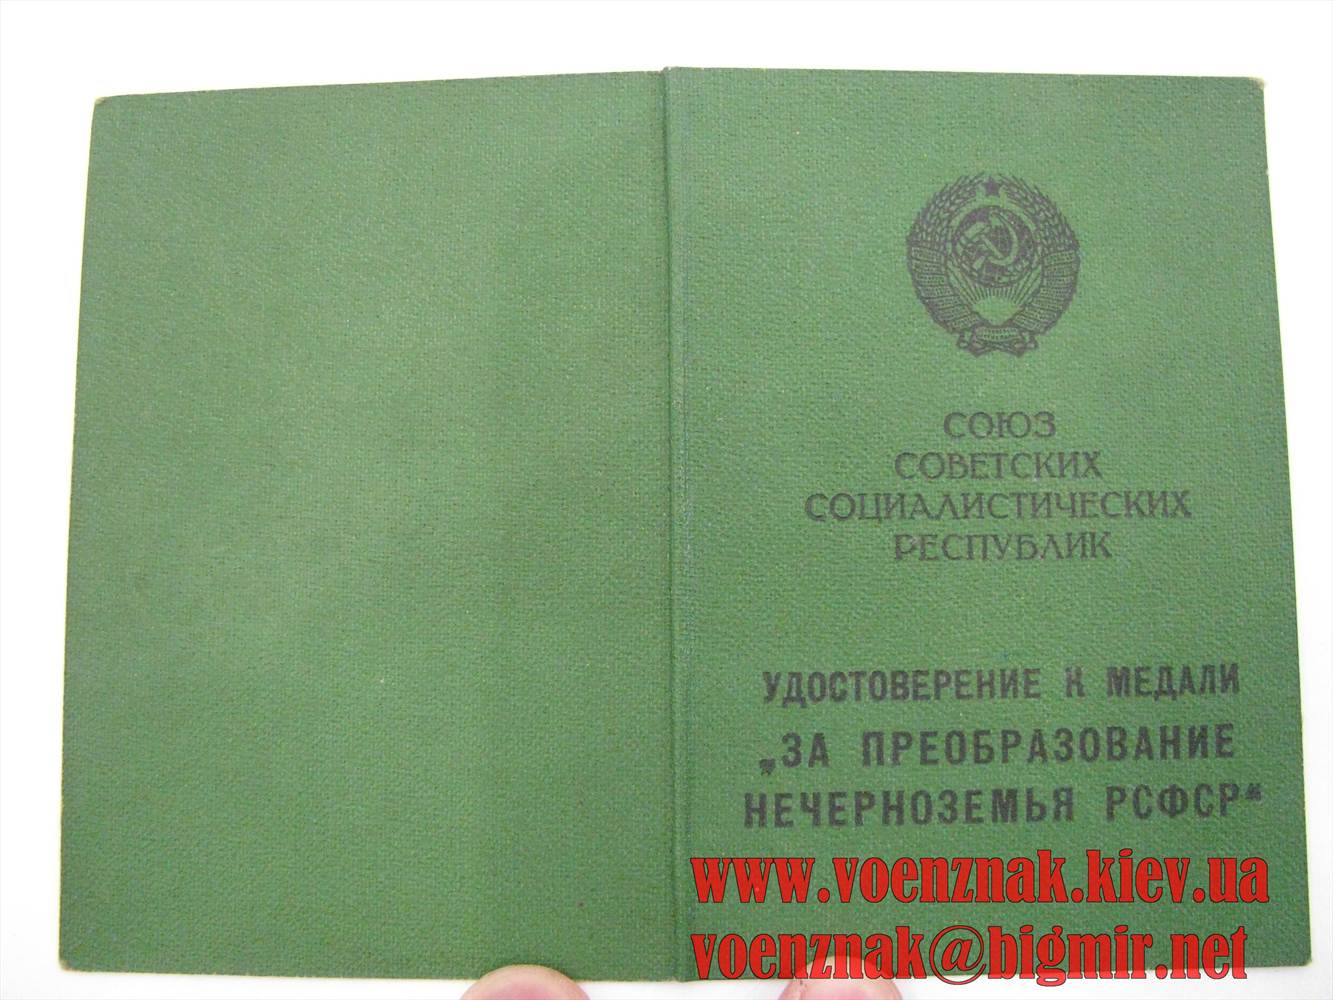 СОЮЗ
СОВЕТСКИХ
СОЦИАЛИСТИЧЕСКИХ
РЕСПУБЛИК
УДОСТОВЕРЕНИЕ К МЕДАЛИ
„ЗА ПРЕОБРАЗОВАНИЕ
НЕЧЕРНОЗЕМЬЯ РСФСР“
www.voenznak.kiev.ua
voenznak@bigmir.net